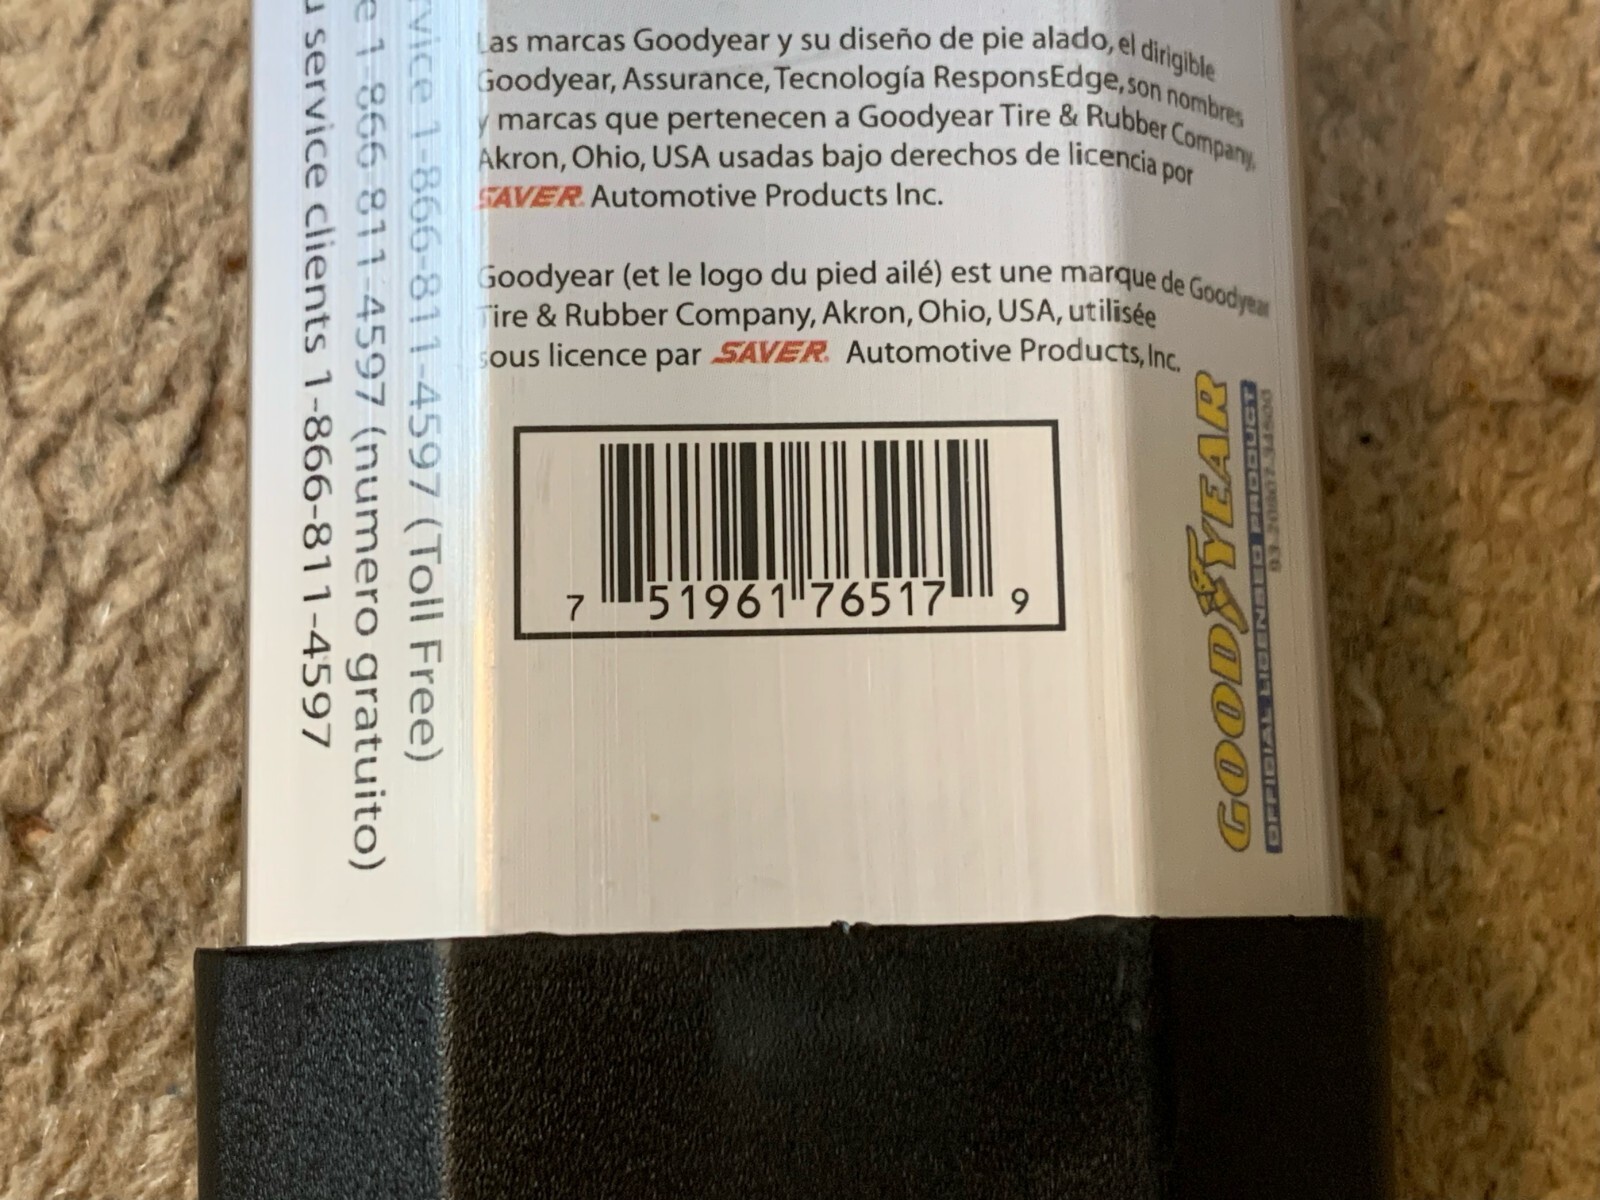 Las marcas Goodyear y su diseño de pie alado, el dirigible
Goodyear, Assurance, Tecnología ResponsEdge, son nombres
y marcas que pertenecen a Goodyear Tire & Rubber Company,
Akron, Ohio, USA usadas bajo derechos de licencia por
SAVER Automotive Products Inc.
Goodyear (et le logo du pied ailé) est une marque de Goodyear
Tire & Rubber Company, Akron, Ohio, USA, utilisée
sous licence par SAVER® Automotive Products, Inc.
7 51961 76517 9
1-866-811-4597 (Toll Free)
1-866-811-4597 (numero gratuito)
service clients 1-866-811-4597
GOODYEAR
OFFICIAL LICENSED PRODUCT